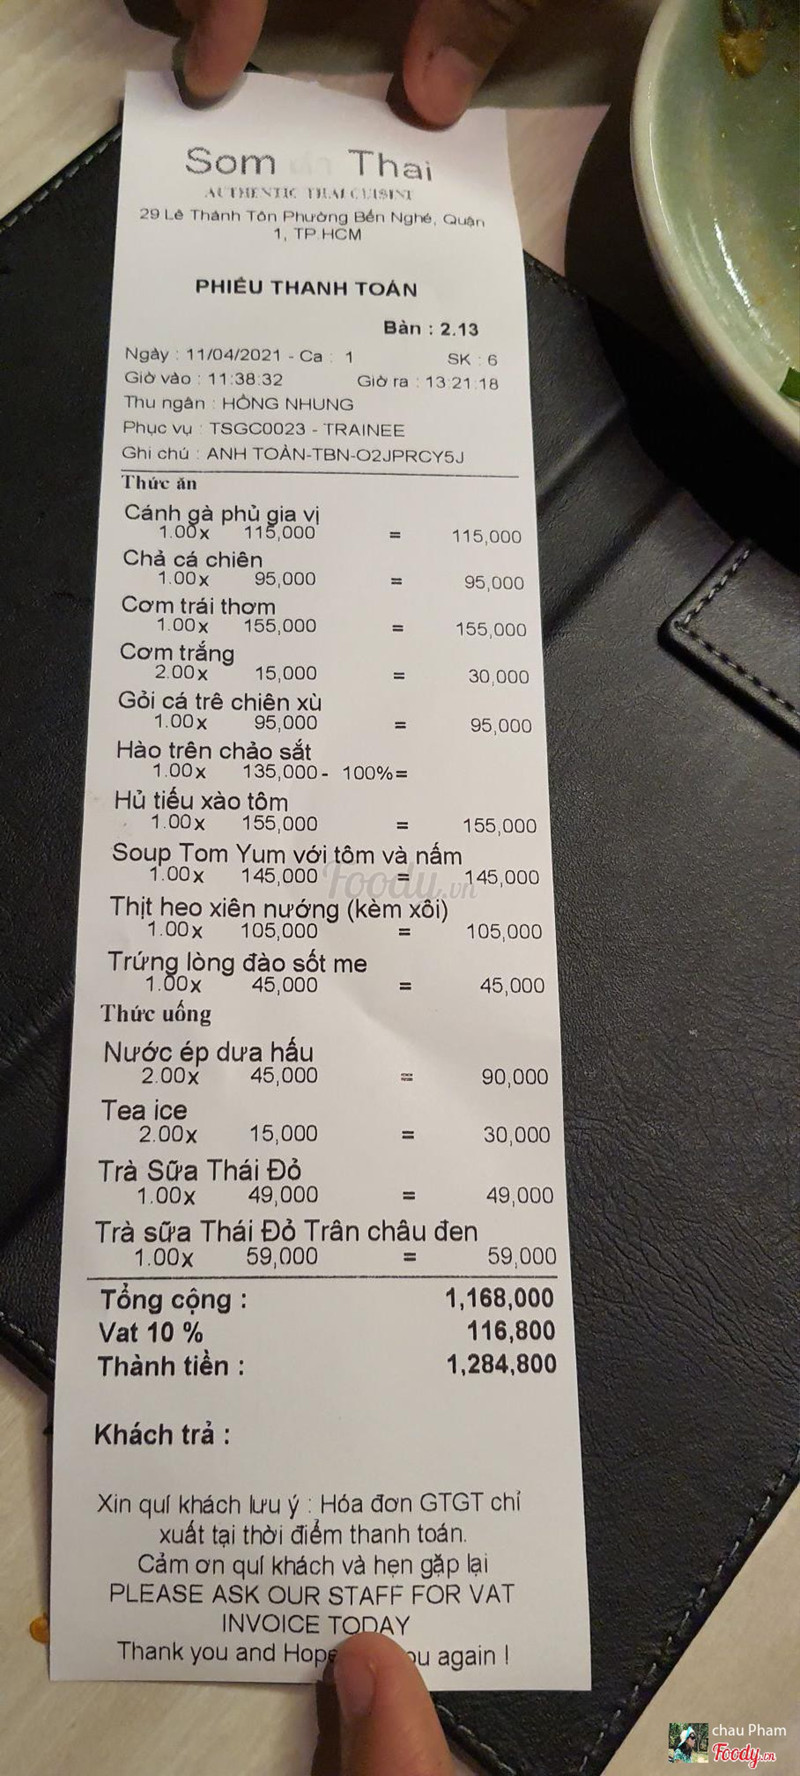 Som Thai
AUTHENTIC THAI CUISINE
29 Lê Thánh Tôn Phường Bến Nghé, Quận
1, TP.HCM
PHIẾU THANH TOÁN
Bàn : 2.13
Ngày : 11/04/2021 - Ca : 1 SK : 6
Giờ vào : 11:38:32 Giờ ra : 13:21:18
Thu ngân : HỒNG NHUNG
Phục vụ : TSGC0023 - TRAINEE
Ghi chú : ANH TOÀN-TBN-O2JPRCY5J
Thức ăn
Cánh gà phủ gia vị
1.00x 115,000 = 115,000
Chả cá chiên
1.00x 95,000 = 95,000
Cơm trái thơm
1.00x 155,000 = 155,000
Cơm trắng
2.00x 15,000 = 30,000
Gỏi cá trê chiên xù
1.00x 95,000 = 95,000
Hào trên chảo sắt
1.00x 135,000 - 100%=
Hủ tiếu xào tôm
1.00x 155,000 = 155,000
Soup Tom Yum với tôm và nấm
1.00x 145,000 = 145,000
Foody.vn
Thịt heo xiên nướng (kèm xôi)
1.00x 105,000 = 105,000
Trứng lòng đào sốt me
1.00x 45,000 = 45,000
Thức uống
Nước ép dưa hấu
2.00x 45,000 = 90,000
Tea ice
2.00x 15,000 = 30,000
Trà Sữa Thái Đỏ
1.00x 49,000 = 49,000
Trà sữa Thái Đỏ Trân châu đen
1.00x 59,000 = 59,000
Tổng cộng : 1,168,000
Vat 10 % 116,800
Thành tiền : 1,284,800
Khách trả :
Xin quí khách lưu ý : Hóa đơn GTGT chỉ
xuất tại thời điểm thanh toán.
Cảm ơn quí khách và hẹn gặp lại
PLEASE ASK OUR STAFF FOR VAT
INVOICE TODAY
Thank you and Hope you again !
chau Pham
Foody.vn